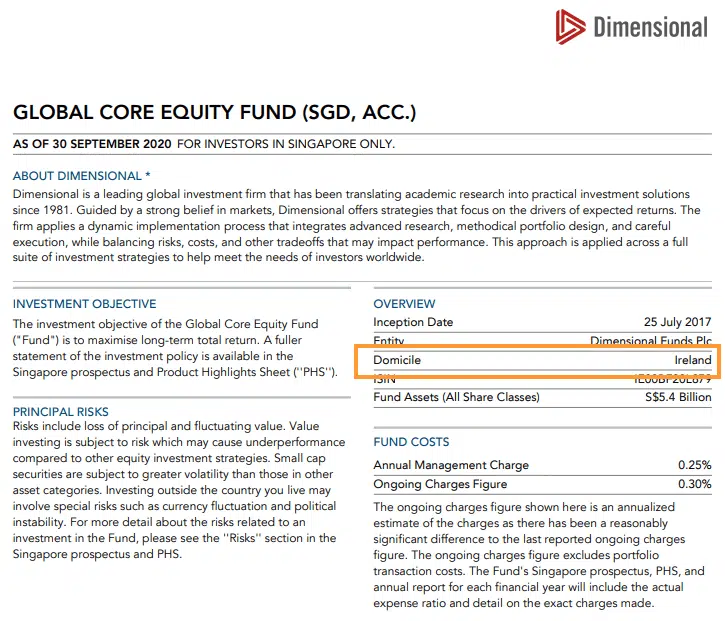 Dimensional
GLOBAL CORE EQUITY FUND (SGD, ACC.)
AS OF 30 SEPTEMBER 2020 FOR INVESTORS IN SINGAPORE ONLY.
ABOUT DIMENSIONAL *
Dimensional is a leading global investment firm that has been translating academic research into practical investment solutions
since 1981. Guided by a strong belief in markets, Dimensional offers strategies that focus on the drivers of expected returns. The
firm applies a dynamic implementation process that integrates advanced research, methodical portfolio design, and careful
execution, while balancing risks, costs, and other tradeoffs that may impact performance. This approach is applied across a full
suite of investment strategies to help meet the needs of investors worldwide.
INVESTMENT OBJECTIVE
The investment objective of the Global Core Equity Fund
("Fund") is to maximise long-term total return. A fuller
statement of the investment policy is available in the
Singapore prospectus and Product Highlights Sheet (''PHS'').
PRINCIPAL RISKS
Risks include loss of principal and fluctuating value. Value
investing is subject to risk which may cause underperformance
compared to other equity investment strategies. Small cap
securities are subject to greater volatility than those in other
asset categories. Investing outside the country you live may
involve special risks such as currency fluctuation and political
instability. For more detail about the risks related to an
investment in the Fund, please see the ''Risks'' section in the
Singapore prospectus and PHS.
OVERVIEW
Inception Date 25 July 2017
Entity Dimensional Funds Plc
Domicile Ireland
ISIN
Fund Assets (All Share Classes) S$5.4 Billion
FUND COSTS
Annual Management Charge 0.25%
Ongoing Charges Figure 0.30%
The ongoing charges figure shown here is an annualized
estimate of the charges as there has been a reasonably
significant difference to the last reported ongoing charges
figure. The ongoing charges figure excludes portfolio
transaction costs. The Fund's Singapore prospectus, PHS, and
annual report for each financial year will include the actual
expense ratio and detail on the exact charges made.